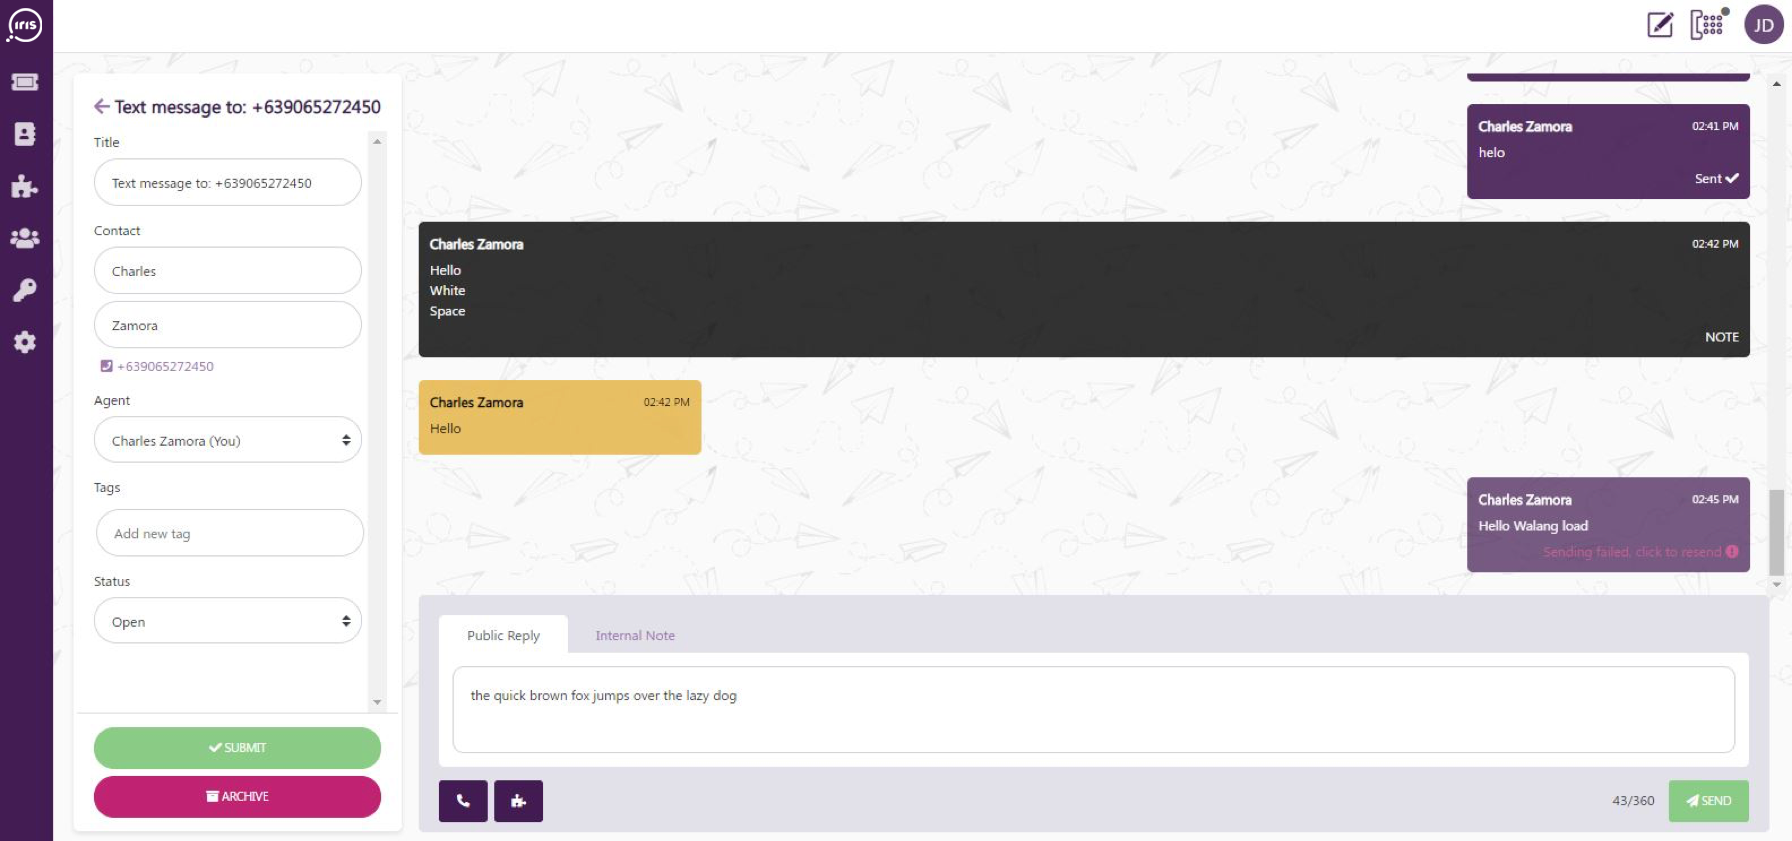 iris
JD
Text message to: +639065272450
Title
Text message to: +639065272450
Contact
Charles
Zamora
+639065272450
Agent
Charles Zamora (You)
Tags
Add new tag
Status
Open
SUBMIT
ARCHIVE
Charles Zamora 02:41 PM
helo
Sent
Charles Zamora 02:42 PM
Hello
White
Space
NOTE
Charles Zamora 02:42 PM
Hello
Charles Zamora 02:45 PM
Hello Walang load
Sending failed, click to resend
Public Reply Internal Note
the quick brown fox jumps over the lazy dog
43/360 SEND